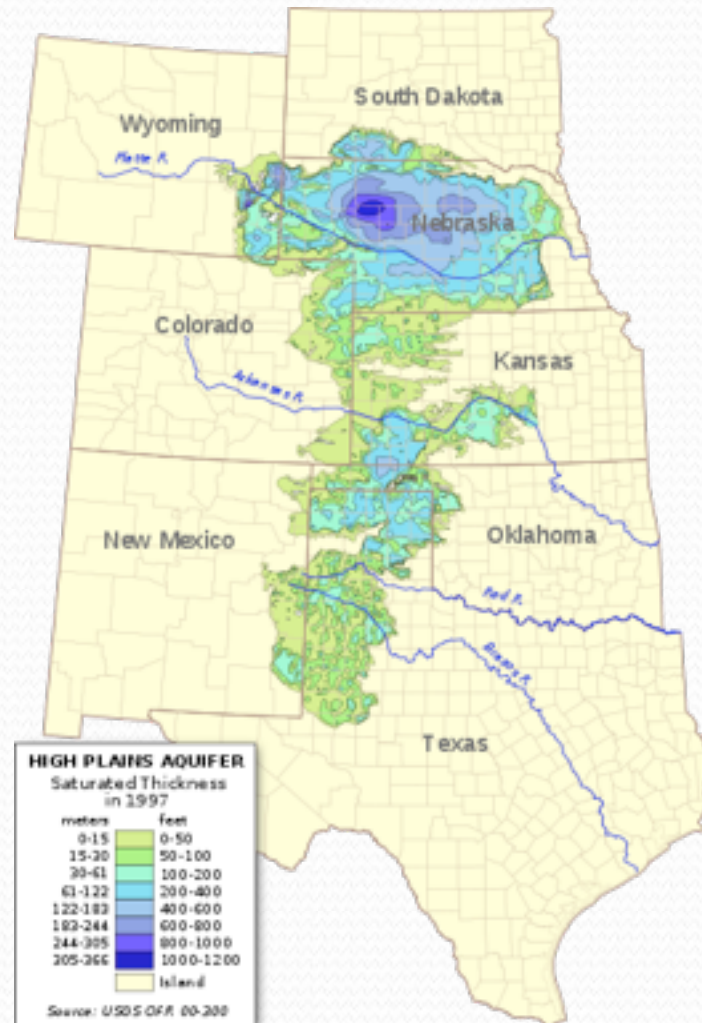 South Dakota
Wyoming
Platte R.
Nebraska
Colorado
Kansas
Arkansas R.
New Mexico
Oklahoma
Red R.
Brazos R.
Texas
HIGH PLAINS AQUIFER
Saturated Thickness
in 1997
meters feet
0-15 0-50
15-30 50-100
30-61 100-200
61-122 200-400
122-183 400-600
183-244 600-800
244-305 800-1000
305-366 1000-1200
Island
Source: USGS OFR 00-300